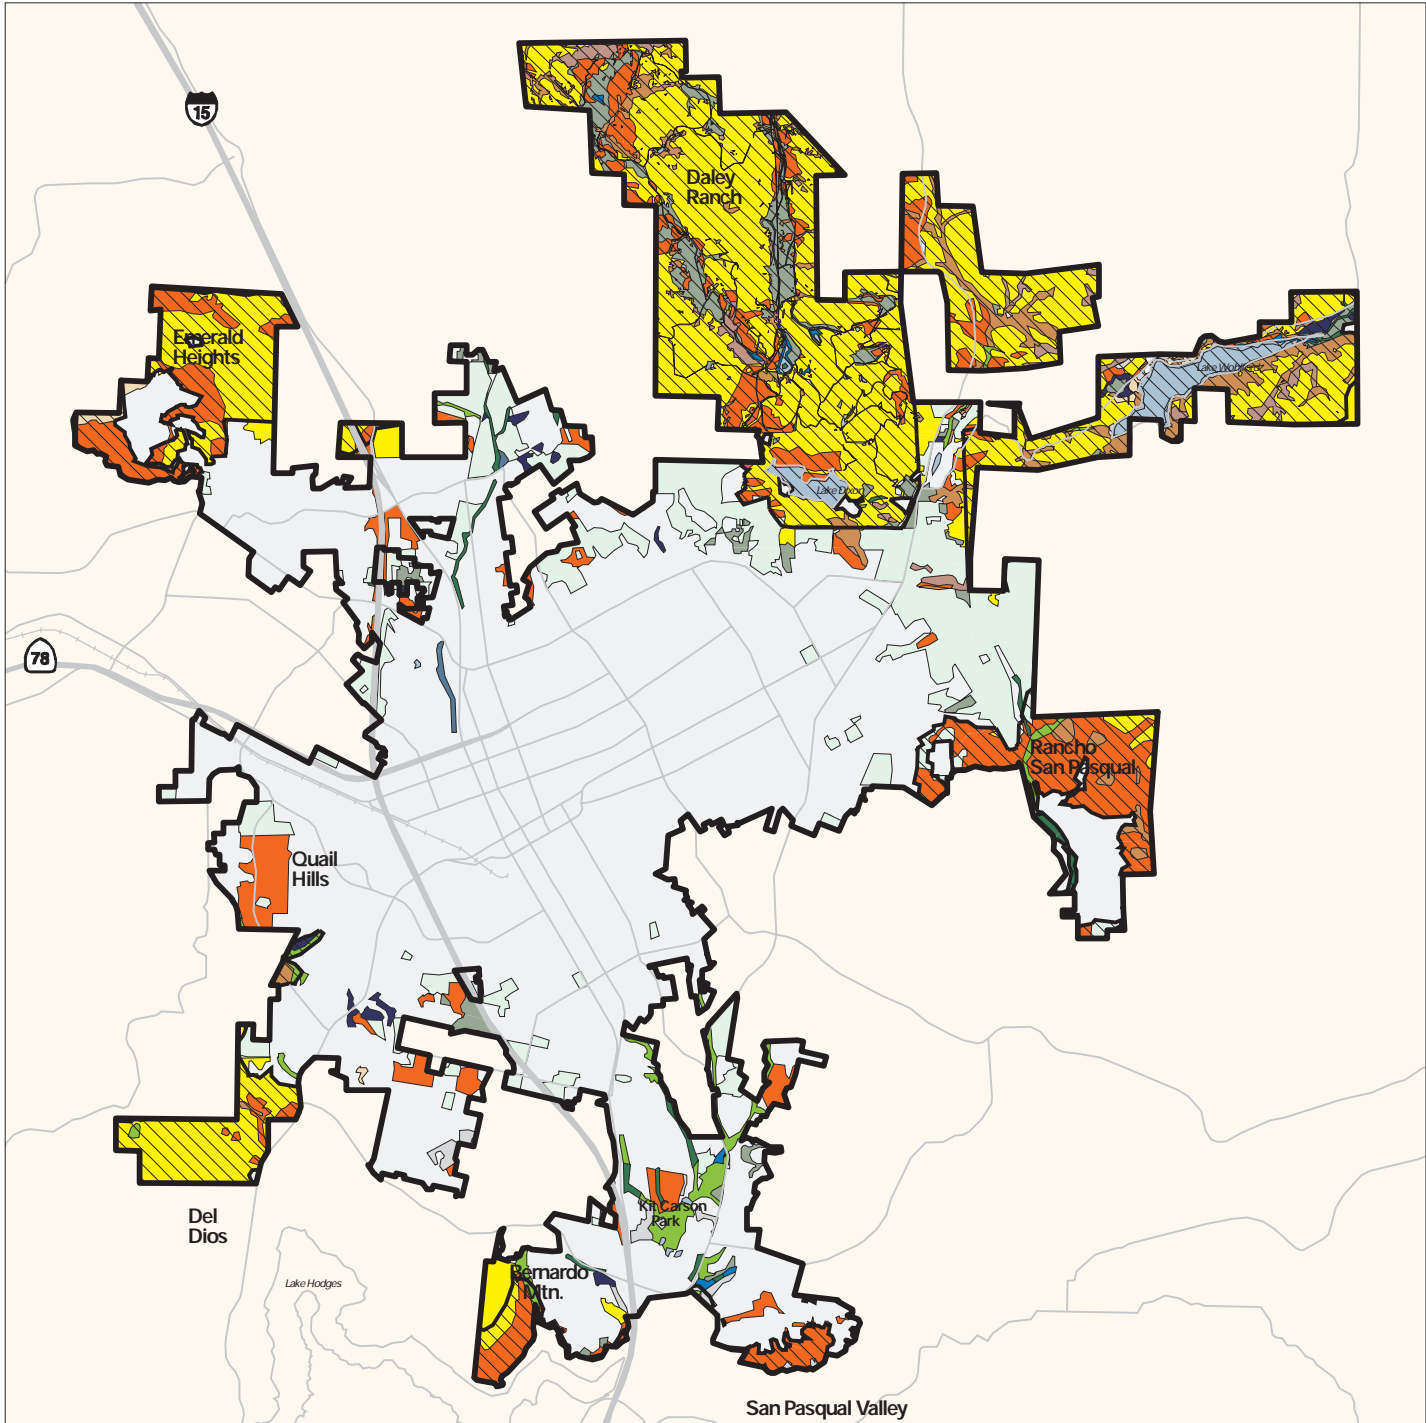 15
Daley
Ranch
Emerald
Heights
Lake Wohlford
Lake Dixon
78
Rancho
San Pasqual
Quail
Hills
Del
Dios
Kit Carson
Park
Lake Hodges
Bernardo
Mtn.
San Pasqual Valley